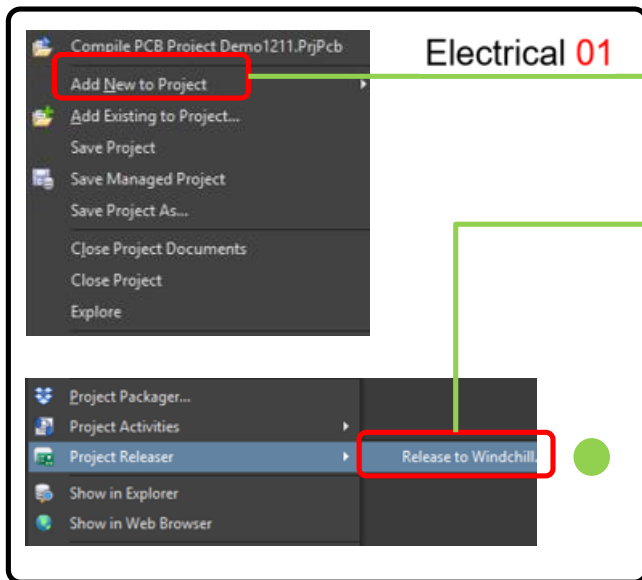 Compile PCB Project Demo1211.PrjPcb
Electrical 01
Add New to Project
Add Existing to Project...
Save Project
Save Managed Project
Save Project As...
Close Project Documents
Close Project
Explore
Project Packager...
Project Activities
Project Releaser
Release to Windchill.
Show in Explorer
Show in Web Browser